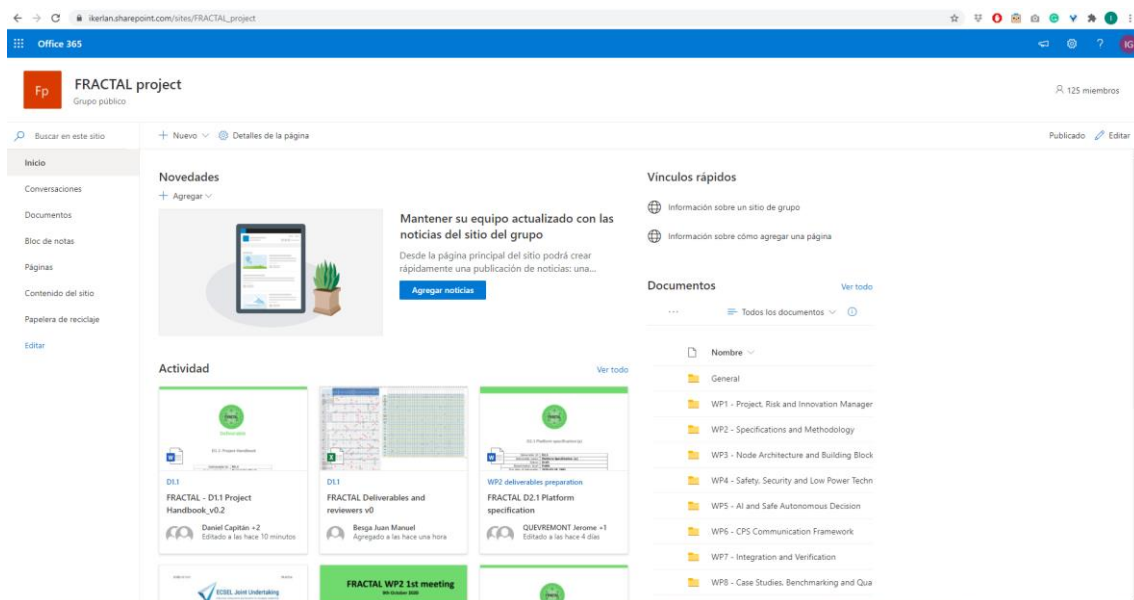 ikerlan.sharepoint.com/sites/FRACTAL_project
Office 365
IG
Fp
FRACTAL project
Grupo público
125 miembros
Buscar en este sitio
Nuevo
Detalles de la página
Publicado
Editar
Inicio
Conversaciones
Documentos
Bloc de notas
Páginas
Contenido del sitio
Papelera de reciclaje
Editar
Novedades
Agregar
Mantener su equipo actualizado con las
noticias del sitio del grupo
Desde la página principal del sitio podrá crear
rápidamente una publicación de noticias: una...
Agregar noticias
Actividad
Ver todo
Deliverable
D1.1 Project Handbook
D1.1
FRACTAL - D1.1 Project
Handbook_v0.2
Daniel Capitán +2
Editado a las hace 10 minutos
D1.1
FRACTAL Deliverables and
reviewers v0
Besga Juan Manuel
Agregado a las hace una hora
WP2 deliverables preparation
FRACTAL D2.1 Platform
specification
QUEVREMONT Jerome +1
Editado a las hace 4 días
ECSEL Joint Undertaking
FRACTAL WP2 1st meeting
Vínculos rápidos
Información sobre un sitio de grupo
Información sobre cómo agregar una página
Documentos
Ver todo
...
Todos los documentos
Nombre
General
WP1 - Project, Risk and Innovation Manager
WP2 - Specifications and Methodology
WP3 - Node Architecture and Building Block
WP4 - Safety, Security and Low Power Techn
WP5 - AI and Safe Autonomous Decision
WP6 - CPS Communication Framework
WP7 - Integration and Verification
WP8 - Case Studies, Benchmarking and Qua